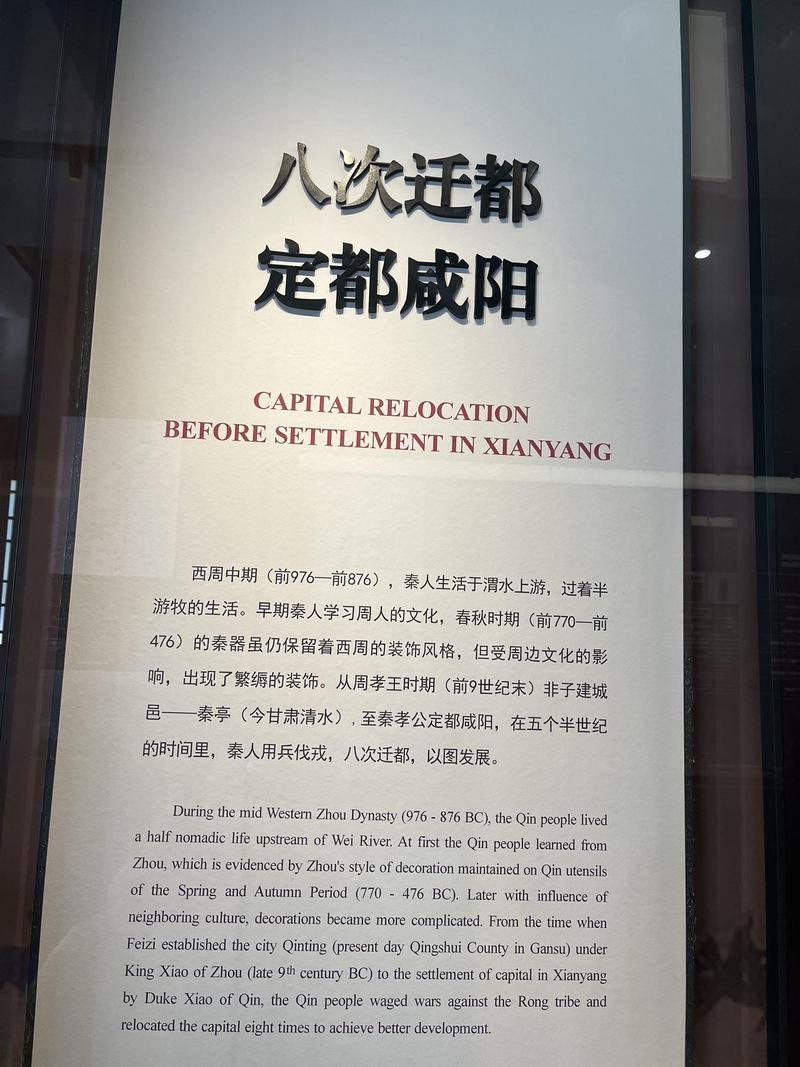 八次迁都
定都咸阳
CAPITAL RELOCATION
BEFORE SETTLEMENT IN XIANYANG
西周中期（前976—前876），秦人生活于渭水上游，过着半
游牧的生活。早期秦人学习周人的文化，春秋时期（前770—前
476）的秦器虽仍保留着西周的装饰风格，但受周边文化的影
响，出现了繁缛的装饰。从周孝王时期（前9世纪末）非子建城
邑——秦亭（今甘肃清水）,至秦孝公定都咸阳，在五个半世纪
的时间里，秦人用兵伐戎，八次迁都，以图发展。
During the mid Western Zhou Dynasty (976 - 876 BC), the Qin people lived
a half nomadic life upstream of Wei River. At first the Qin people learned from
Zhou, which is evidenced by Zhou's style of decoration maintained on Qin utensils
of the Spring and Autumn Period (770 - 476 BC). Later with influence of
neighboring culture, decorations became more complicated. From the time when
Feizi established the city Qinting (present day Qingshui County in Gansu) under
King Xiao of Zhou (late 9th century BC) to the settlement of capital in Xianyang
by Duke Xiao of Qin, the Qin people waged wars against the Rong tribe and
relocated the capital eight times to achieve better development.